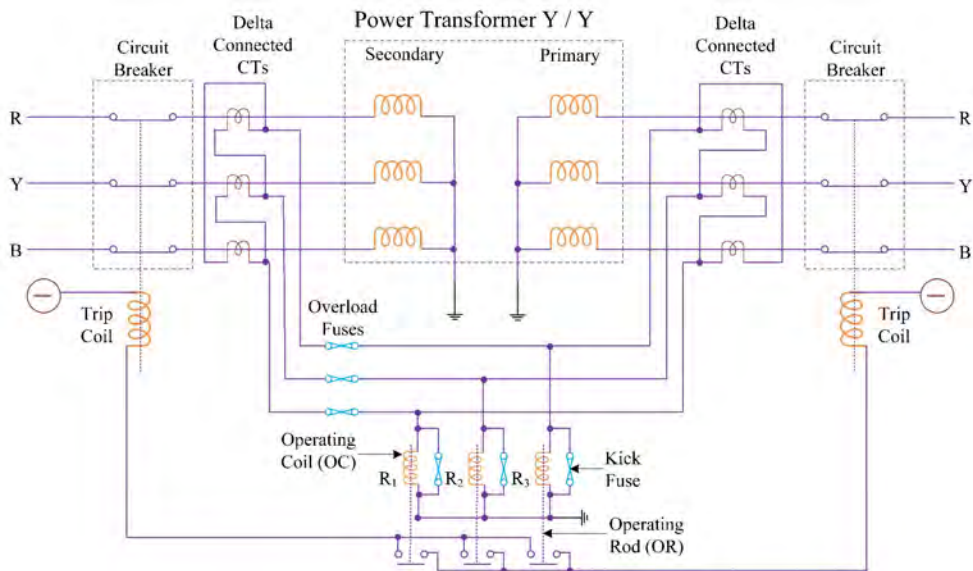 Power Transformer Y / Y
Circuit
Breaker
Delta
Connected
CTs
Secondary
Primary
Delta
Connected
CTs
Circuit
Breaker
R
R
Y
Y
B
B
Trip
Coil
Overload
Fuses
Trip
Coil
Operating
Coil (OC)
R1
R2
R3
Kick
Fuse
Operating
Rod (OR)